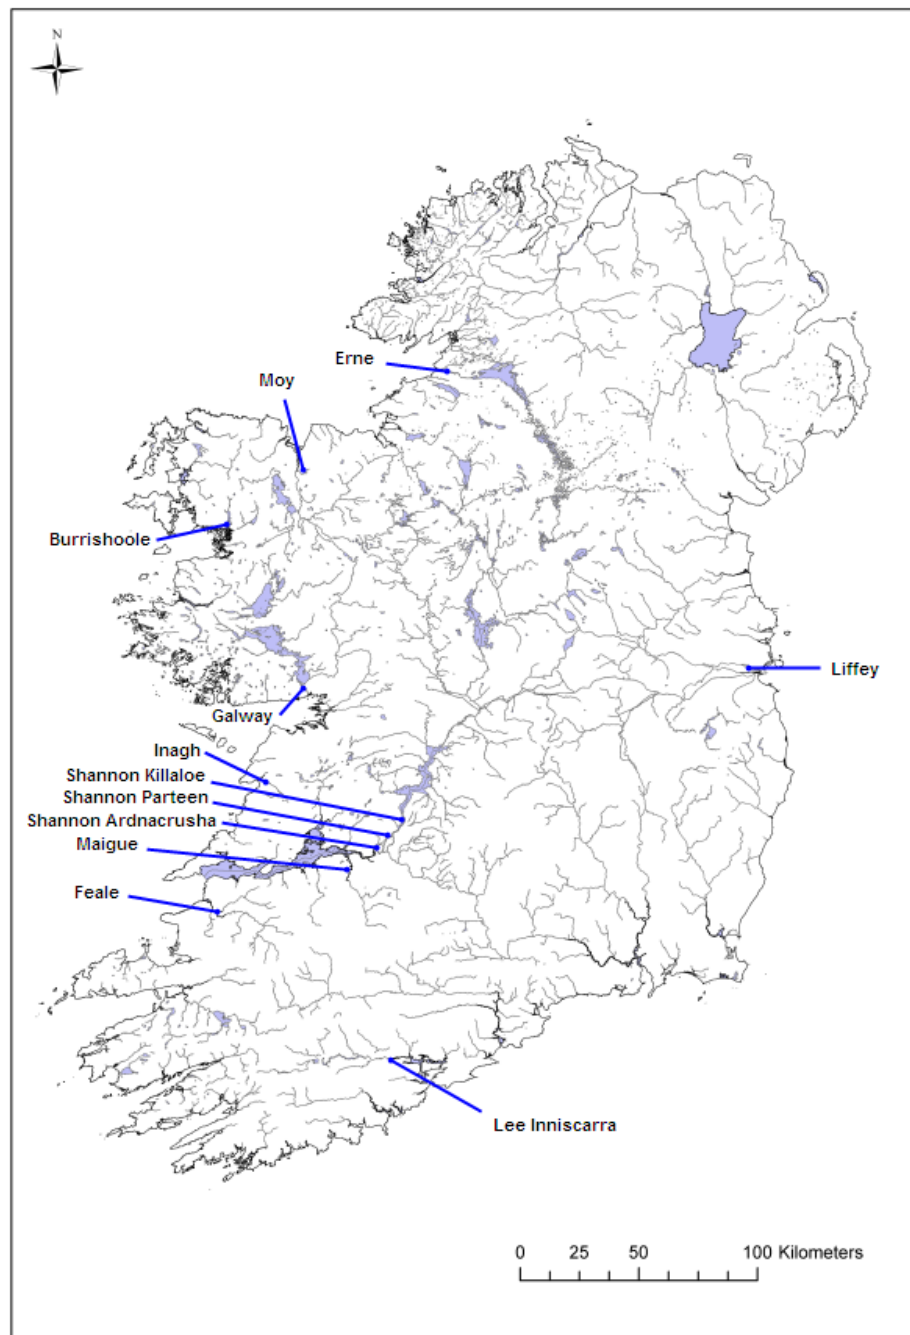 N
Erne
Moy
Burrishoole
Liffey
Galway
Inagh
Shannon Killaloe
Shannon Parteen
Shannon Ardnacrusha
Maigue
Feale
Lee Inniscarra
0 25 50 100 Kilometers